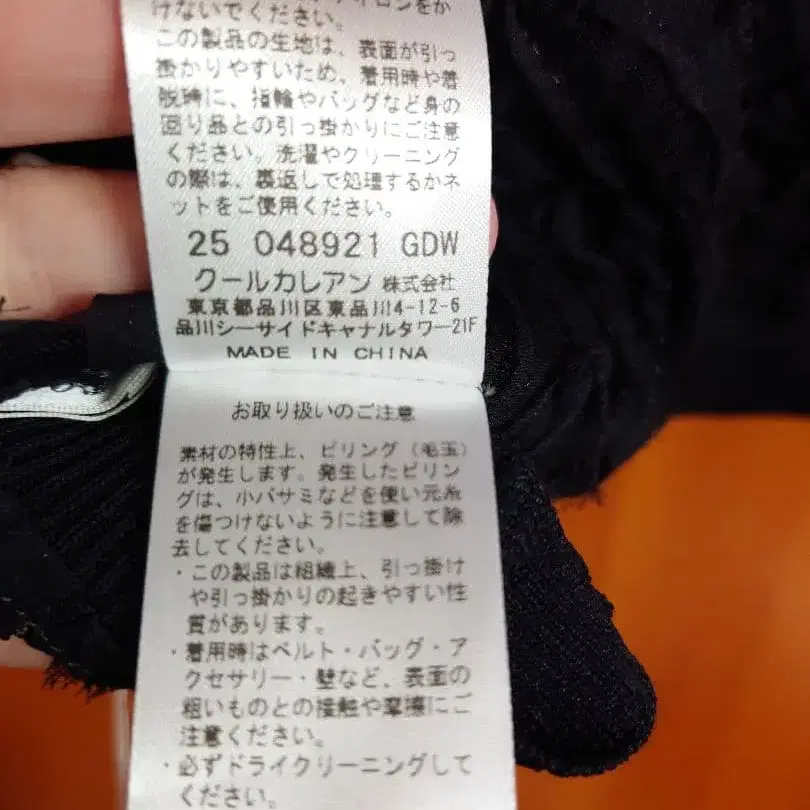 アイロンをか
けないでください。
この製品の生地は、表面が引っ
掛かりやすいため、着用時や着
脱時に、指輪やバッグなど身の
回り品との引っ掛かりにご注意
ください。洗濯やクリーニング
の際は、裏返しで処理するかネ
ットをご使用ください。
25 048921 GDW
クールカレアン 株式会社
東京都品川区東品川4-12-6
品川シーサイドキャナルタワー21F
MADE IN CHINA
お取り扱いのご注意
素材の特性上、ピリング（毛玉）
が発生します。発生したピリン
グは、小バサミなどを使い元糸
を傷つけないように注意して除
去してください。
・この製品は組織上、引っ掛け
や引っ掛かりの起きやすい性
質があります。
・着用時はベルト・バッグ・ア
クセサリー・壁など、表面の
粗いものとの接触や摩擦にご
注意ください。
・必ずドライクリーニングして
ください。